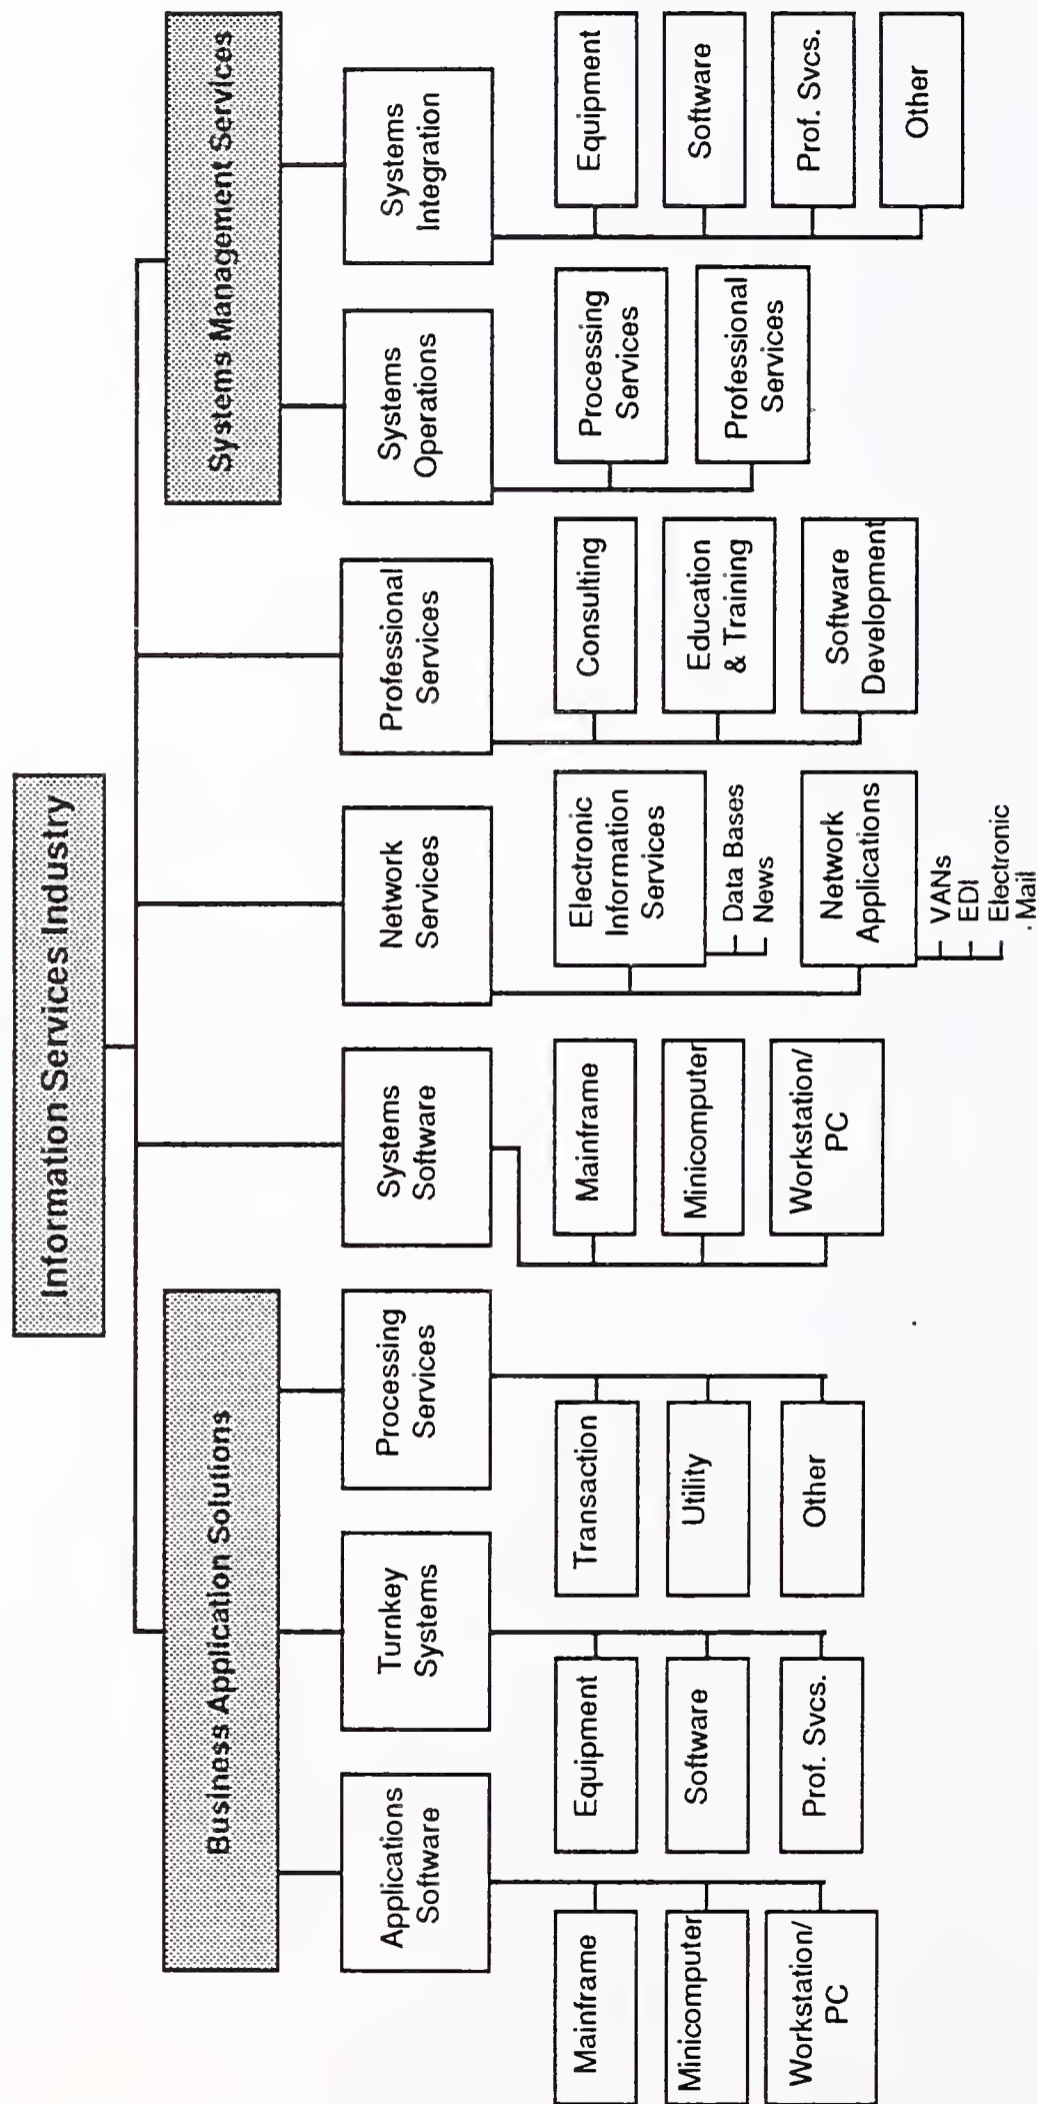 Information Services Industry
Business Application Solutions
Systems Management Services
Applications
Software
Turnkey
Systems
Processing
Services
Systems
Software
Network
Services
Professional
Services
Systems
Operations
Systems
Integration
Mainframe
Minicomputer
Workstation/
PC
Equipment
Software
Prof. Svcs.
Transaction
Utility
Other
Mainframe
Minicomputer
Workstation/
PC
Electronic
Information
Services
Data Bases
News
Network
Applications
VANs
EDI
Electronic
Mail
Consulting
Education
& Training
Software
Development
Processing
Services
Professional
Services
Equipment
Software
Prof. Svcs.
Other